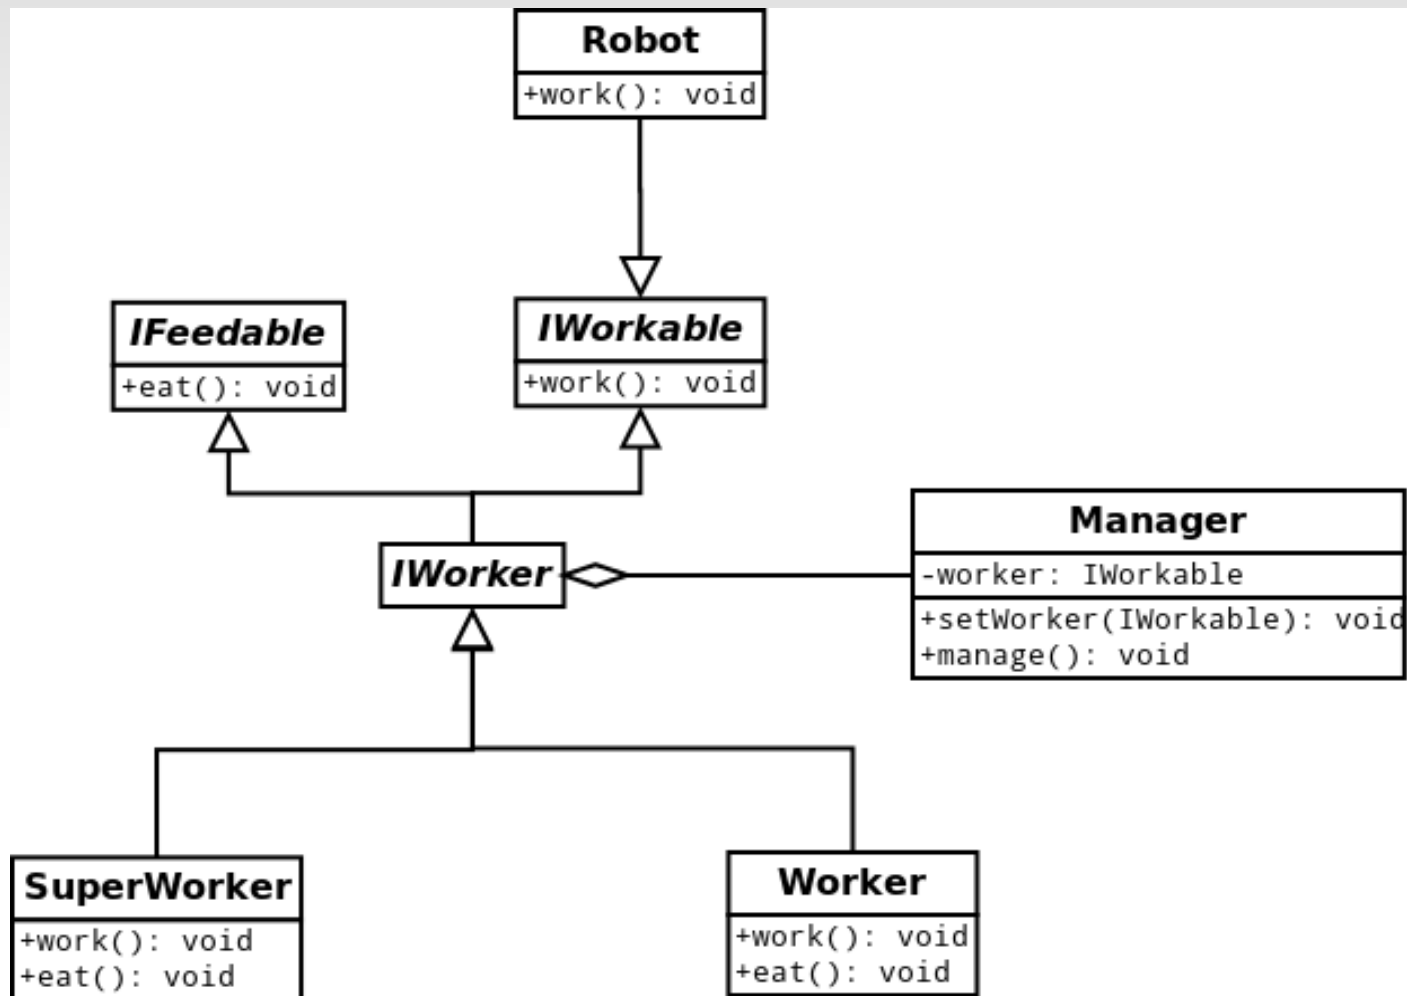 Robot
+work(): void
IFeedable
+eat(): void
IWorkable
+work(): void
IWorker
Manager
-worker: IWorkable
+setWorker(IWorkable): void
+manage(): void
SuperWorker
+work(): void
+eat(): void
Worker
+work(): void
+eat(): void